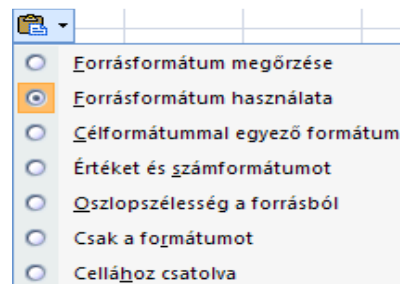 Forrásformátum megőrzése
Forrásformátum használata
Célformátummal egyező formátum
Értéket és számformátumot
Oszlopszélesség a forrásból
Csak a formátumot
Cellához csatolva